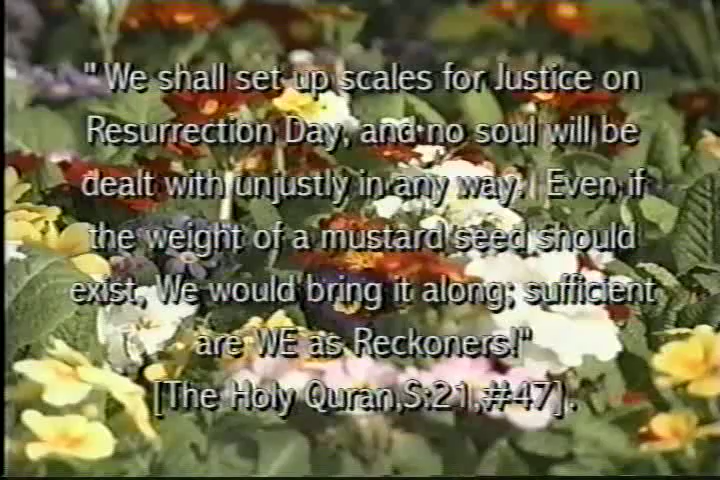 "We shall set up scales for Justice on
Resurrection Day, and no soul will be
dealt with unjustly in any way. Even if
the weight of a mustard seed should
exist, We would bring it along; sufficient
are WE as Reckoners!"
[The Holy Quran,S:21,#47].